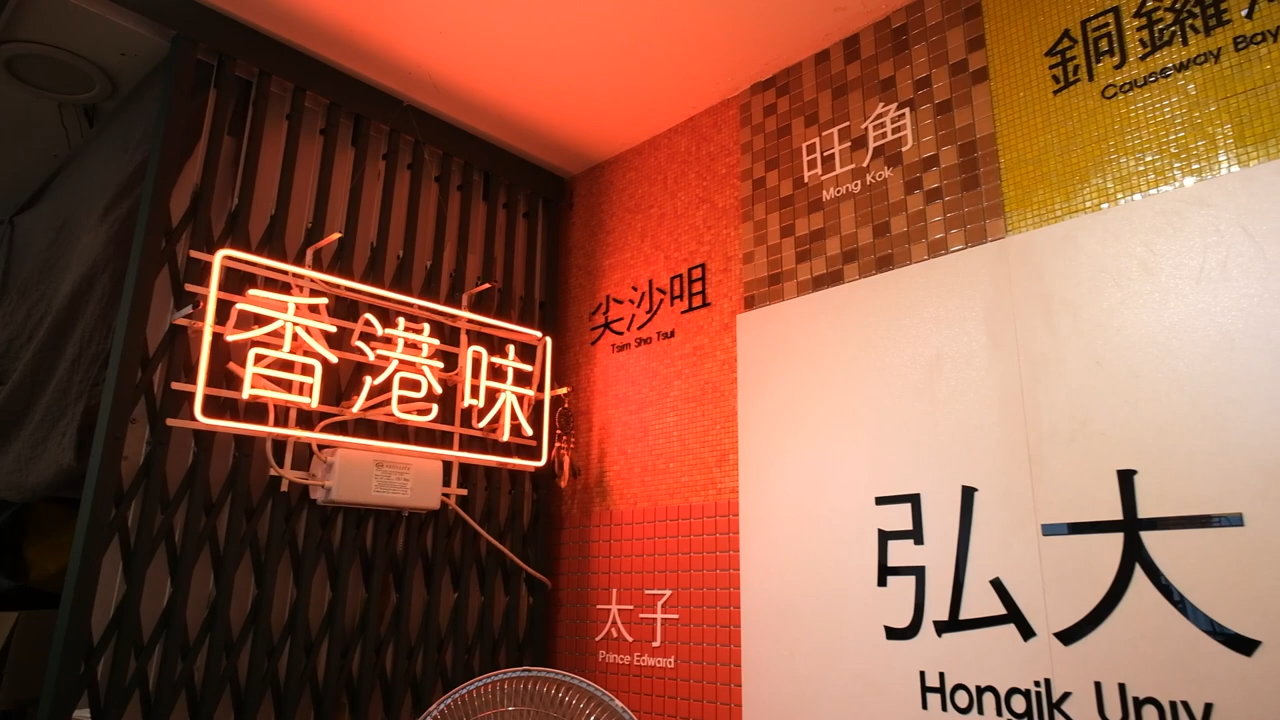 香港味
尖沙咀
Tsim Sha Tsui
旺角
Mong Kok
銅鑼
Causeway Bay
太子
Prince Edward
弘大
Hongik Univ